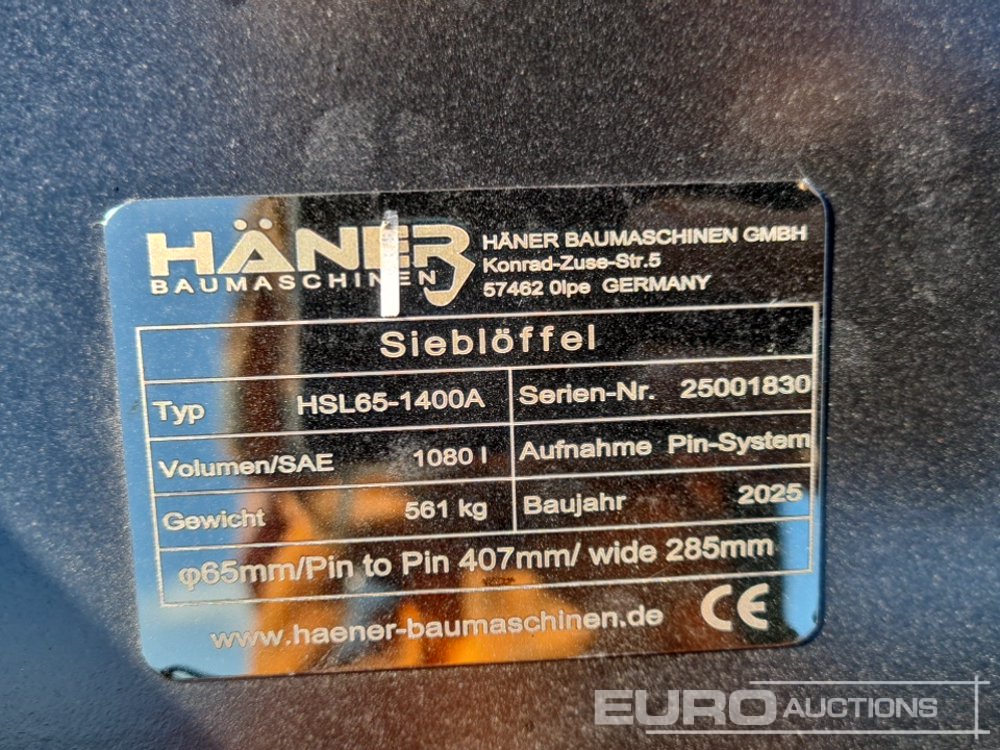 HÄNER
BAUMASCHINEN
HÄNER BAUMASCHINEN GMBH
Konrad-Zuse-Str.5
57462 Olpe GERMANY
Sieblöffel
Typ HSL65-1400A
Serien-Nr. 25001830
Volumen/SAE 1080 l
Aufnahme Pin-System
Gewicht 561 kg
Baujahr 2025
φ65mm/Pin to Pin 407mm/ wide 285mm
www.haener-baumaschinen.de
CE
EURO AUCTIONS